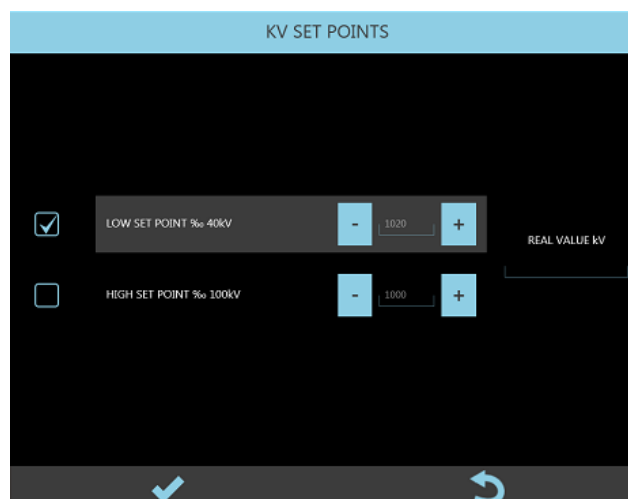 KV SET POINTS
LOW SET POINT ‰ 40kV - 1020 +
REAL VALUE kV
HIGH SET POINT ‰ 100kV - 1000 +